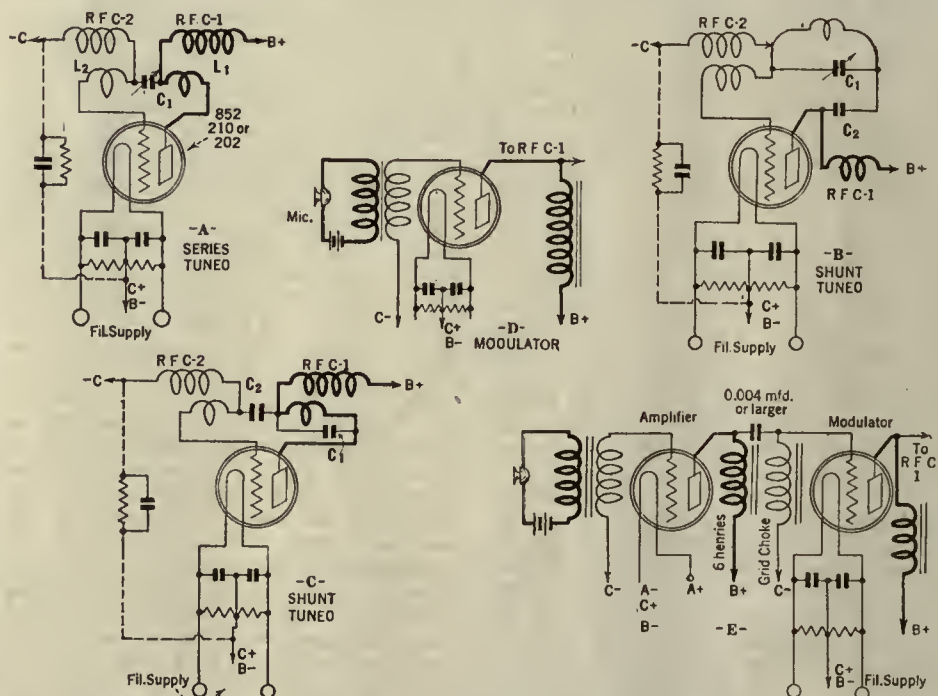 RFC-2
RFC-1
-C
B+
L2
L1
C1
852
210 or
202
-A-
SERIES
TUNED
C+
B-
Fil.Supply
Mic.
To RFC-1
C-
C+
B-
-D-
MODULATOR
B+
RFC-2
-C
C1
C2
B+
RFC-1
-B-
SHUNT
TUNED
C+
B-
Fil.Supply
RFC-2
RFC-1
-C
C2
B+
C1
-C-
SHUNT
TUNED
C+
B-
Fil.Supply
0.004 mfd.
or larger
Amplifier
Modulator
To
RFC
1
6 henries
Grid Choke
C-
A-
C+
B-
A+
B+
C-
-E-
B+
C+
B-
Fil.Supply